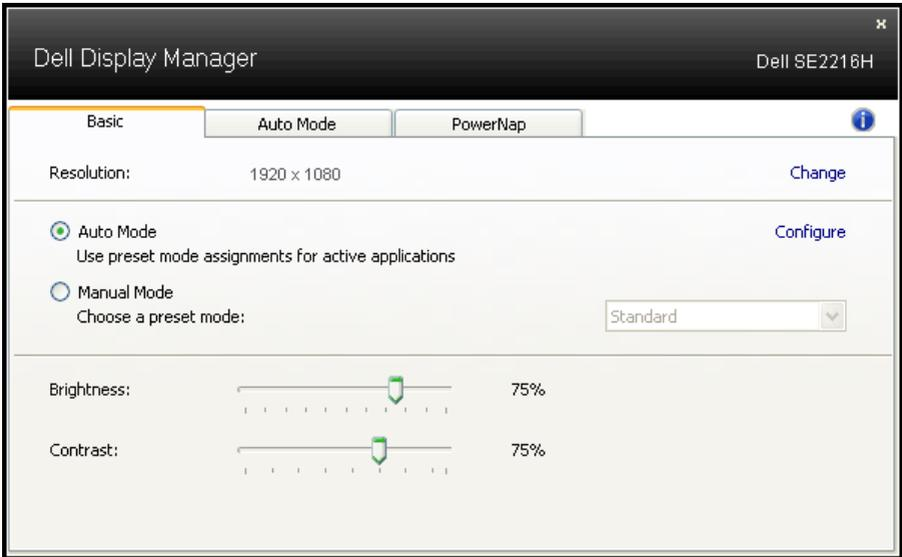 x
Dell Display Manager
Dell SE2216H
Basic
Auto Mode
PowerNap
i
Resolution:
1920 x 1080
Change
Auto Mode
Configure
Use preset mode assignments for active applications
Manual Mode
Choose a preset mode:
Standard
Brightness:
75%
Contrast:
75%